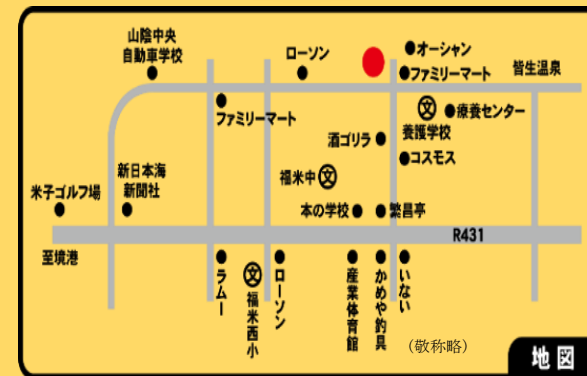 山陰中央
自動車学校
ローソン
オーシャン
ファミリーマート
皆生温泉
ファミリーマート
文
療養センター
養護学校
酒ゴリラ
コスモス
新日本海
新聞社
福米中
文
米子ゴルフ場
本の学校
繁昌亭
R431
至境港
ラムー
文
福米西小
ローソン
産業体育館
かめや釣具
いない
(敬称略)
地図